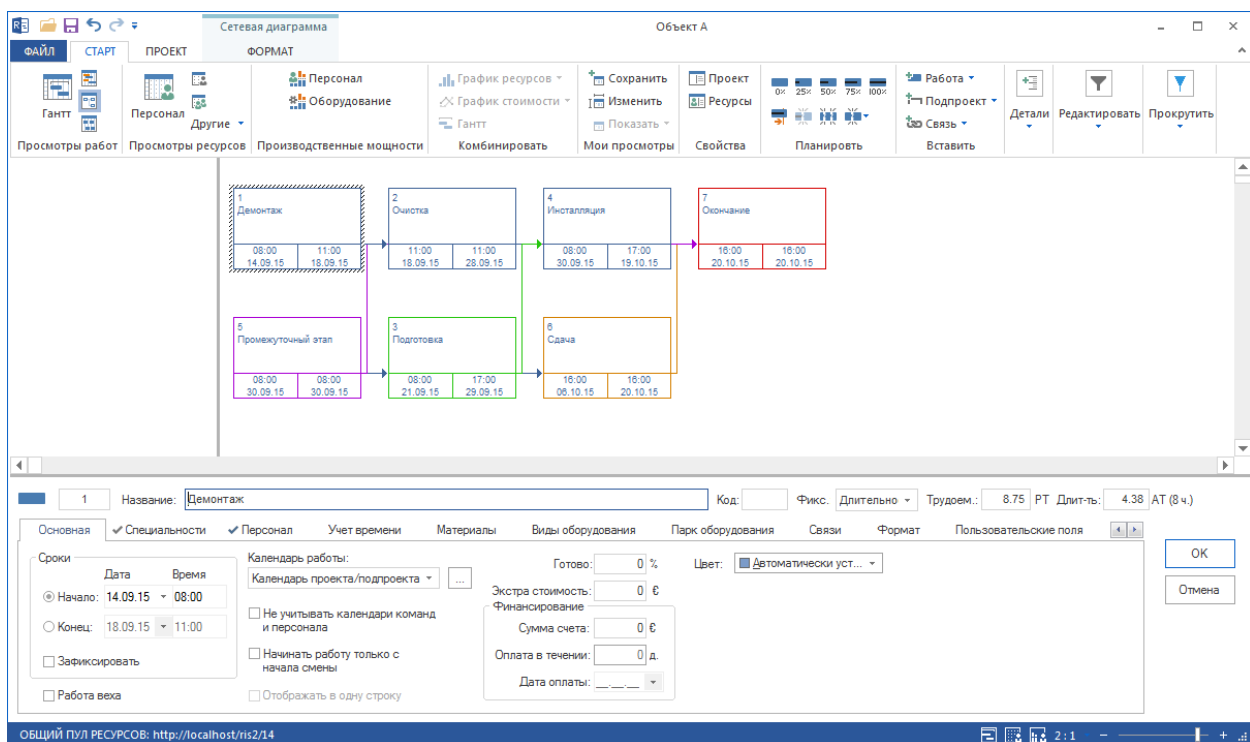 Сетевая диаграмма
Объект А
ФАЙЛ СТАРТ ПРОЕКТ ФОРМАТ
Гантт
Просмотры работ
Персонал
Другие
Просмотры ресурсов
Персонал
Оборудование
Производственные мощности
График ресурсов
График стоимости
Гантт
Комбинировать
Сохранить
Изменить
Показать
Мои просмотры
Проект
Ресурсы
Свойства
0% 25% 50% 75% 100%
Планировть
Работа
Подпроект
Связь
Вставить
Детали
Редактировать
Прокрутить
1
Демонтаж
08:00 11:00
14.09.15 18.09.15
2
Очистка
11:00 11:00
18.09.15 28.09.15
4
Инсталляция
08:00 17:00
30.09.15 19.10.15
7
Окончание
16:00 16:00
20.10.15 20.10.15
5
Промежуточный этап
08:00 08:00
30.09.15 30.09.15
3
Подготовка
08:00 17:00
21.09.15 29.09.15
6
Сдача
16:00 16:00
06.10.15 20.10.15
1 Название: Демонтаж Код: Фикс. Длительно Трудоем.: 8.75 РТ Длит-ть: 4.38 АТ (8 ч.)
Основная Специальности Персонал Учет времени Материалы Виды оборудования Парк оборудования Связи Формат Пользовательские поля
Сроки
Дата Время
Начало: 14.09.15 08:00
Конец: 18.09.15 11:00
Зафиксировать
Работа веха
Календарь работы:
Календарь проекта/подпроекта ...
Не учитывать календари команд
и персонала
Начинать работу только с
начала смены
Отображать в одну строку
Готово: 0 %
Экстра стоимость: 0 €
Финансирование
Сумма счета: 0 €
Оплата в течении: 0 д.
Дата оплаты: __.__.__
Цвет: Автоматически уст...
ОК
Отмена
ОБЩИЙ ПУЛ РЕСУРСОВ: http://localhost/ris2/14
2 : 1